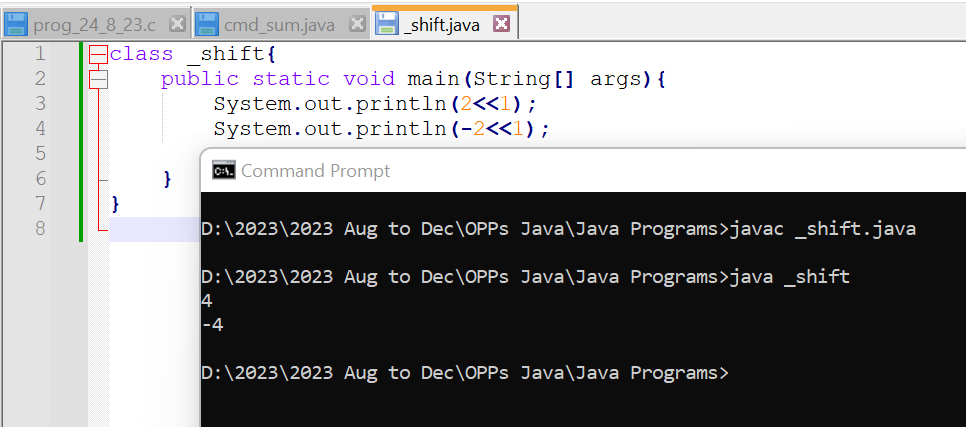 prog_24_8_23.c cmd_sum.java _shift.java
1 class _shift{
2 public static void main(String[] args){
3 System.out.println(2<<1);
4 System.out.println(-2<<1);
5
6 }
7 }
8
Command Prompt
D:\2023\2023 Aug to Dec\OPPs Java\Java Programs>javac _shift.java
D:\2023\2023 Aug to Dec\OPPs Java\Java Programs>java _shift
4
-4
D:\2023\2023 Aug to Dec\OPPs Java\Java Programs>